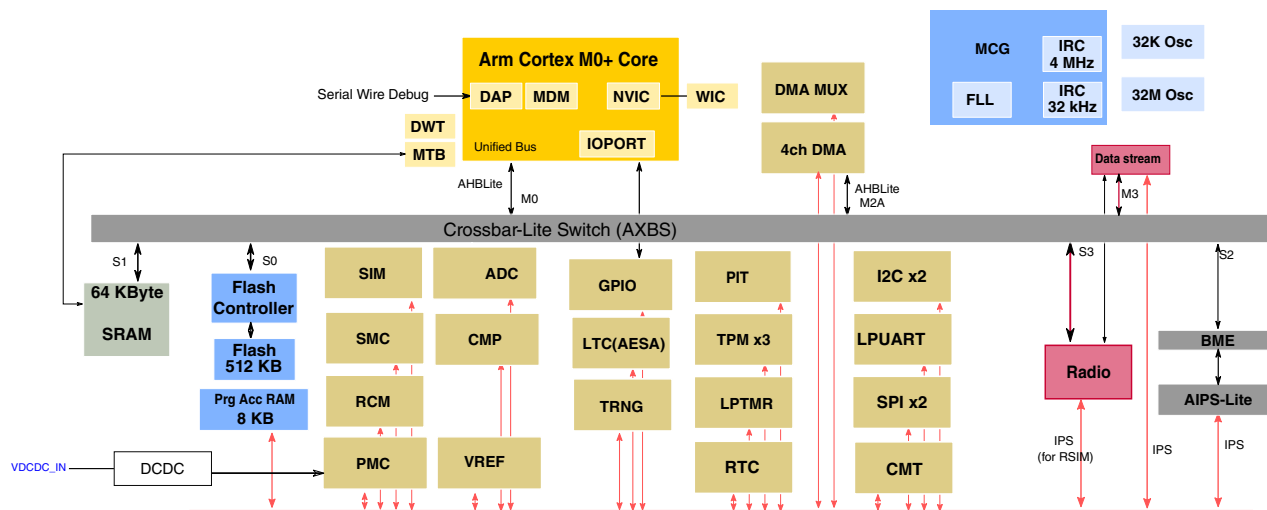 Arm Cortex M0+ Core
Serial Wire Debug
DAP
MDM
NVIC
WIC
DWT
MTB
Unified Bus
IOPORT
DMA MUX
4ch DMA
MCG
IRC
4 MHz
FLL
IRC
32 kHz
32K Osc
32M Osc
Data stream
AHBLite
M0
AHBLite
M2A
M3
Crossbar-Lite Switch (AXBS)
S1
S0
S3
S2
64 KByte
SRAM
Flash
Controller
Flash
512 KB
Prg Acc RAM
8 KB
SIM
SMC
RCM
PMC
ADC
CMP
VREF
GPIO
LTC(AESA)
TRNG
PIT
TPM x3
LPTMR
RTC
I2C x2
LPUART
SPI x2
CMT
Radio
BME
AIPS-Lite
IPS
(for RSIM)
IPS
IPS
VDCDC_IN
DCDC